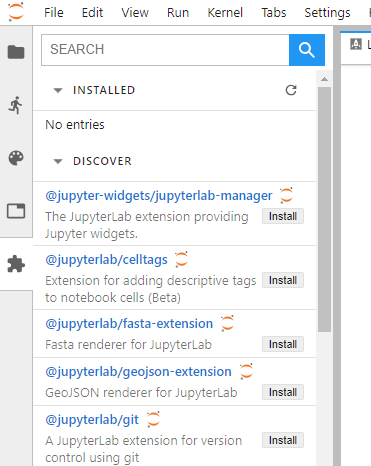 File Edit View Run Kernel Tabs Settings
SEARCH
INSTALLED
No entries
DISCOVER
@jupyter-widgets/jupyterlab-manager
The JupyterLab extension providing Install
Jupyter widgets.
@jupyterlab/celltags
Extension for adding descriptive tags Install
to notebook cells (Beta)
@jupyterlab/fasta-extension
Fasta renderer for JupyterLab Install
@jupyterlab/geojson-extension
GeoJSON renderer for JupyterLab Install
@jupyterlab/git
A JupyterLab extension for version Install
control using git